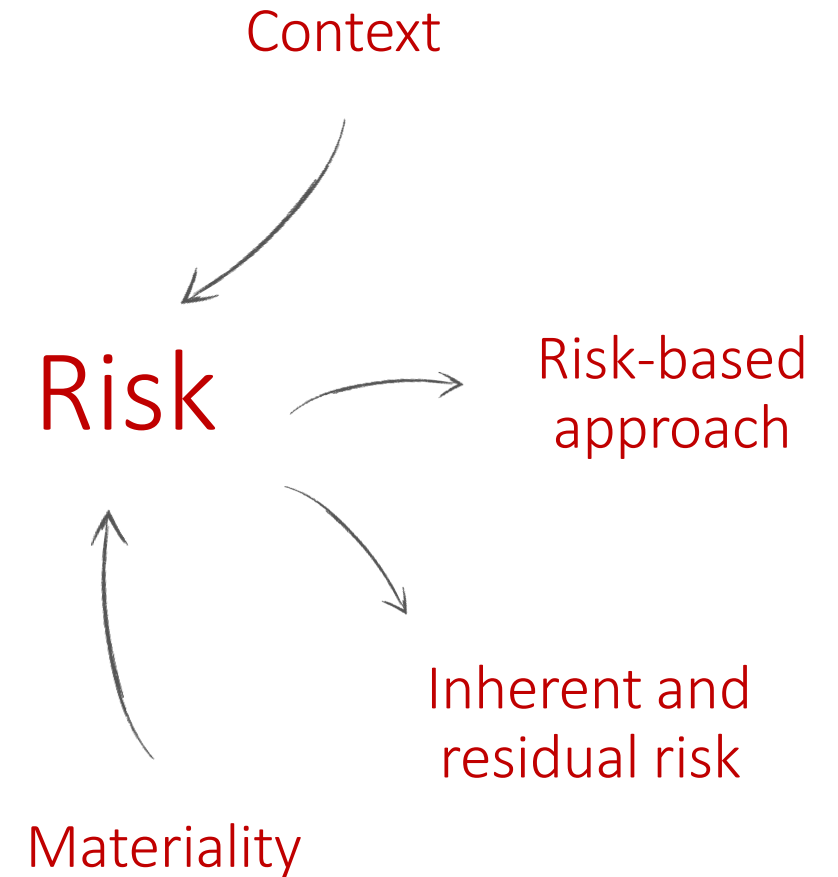 Context
Risk
Risk-based
approach
Inherent and
residual risk
Materiality